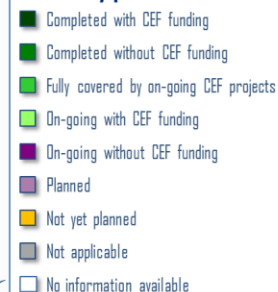 Completed with CEF funding
Completed without CEF funding
Fully covered by on-going CEF projects
On-going with CEF funding
On-going without CEF funding
Planned
Not yet planned
Not applicable
No information available